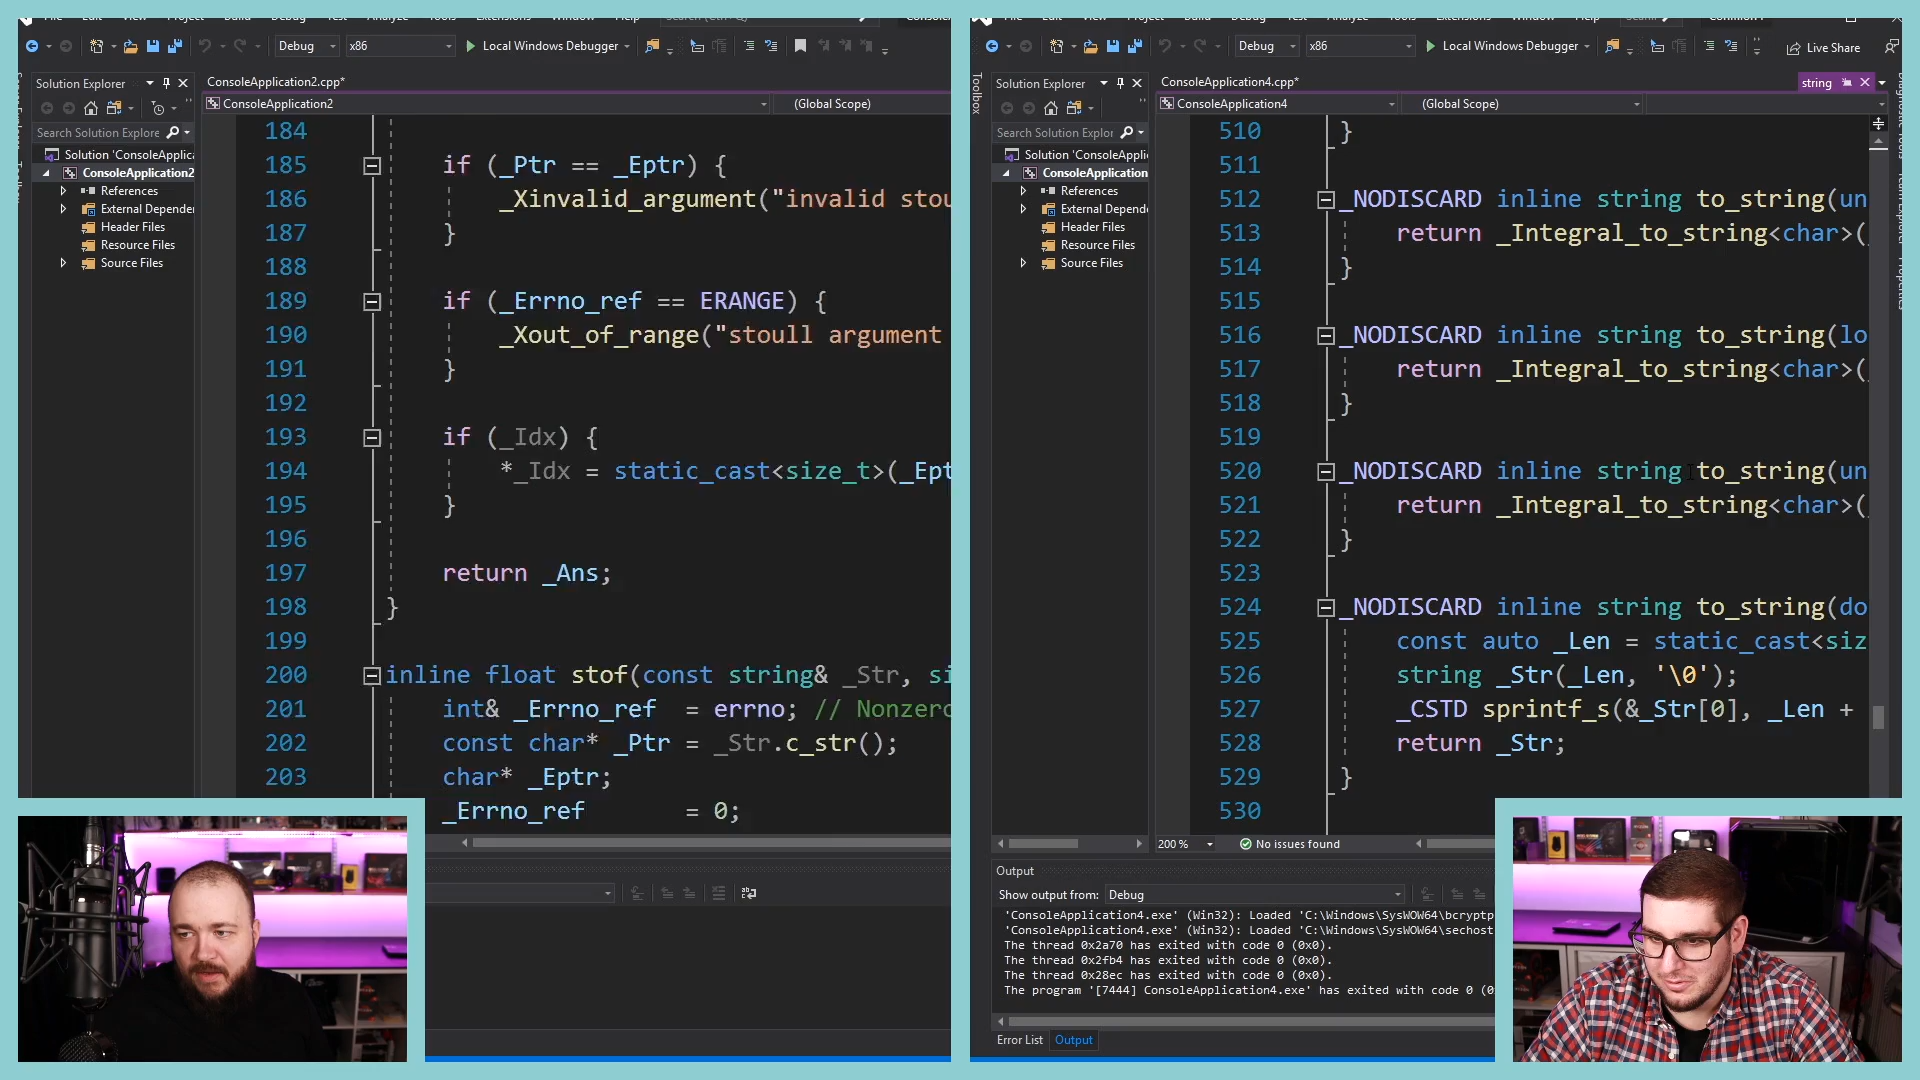 Debug
x86
Local Windows Debugger
Solution Explorer
ConsoleApplication2.cpp*
ConsoleApplication2
(Global Scope)
Search Solution Explore
Solution 'ConsoleApplica
ConsoleApplication2
References
External Depende
Header Files
Resource Files
Source Files
184
185 if (_Ptr == _Eptr) {
186 _Xinvalid_argument("invalid stou
187 }
188
189 if (_Errno_ref == ERANGE) {
190 _Xout_of_range("stoull argument
191 }
192
193 if (_Idx) {
194 *_Idx = static_cast<size_t>(_Ept
195 }
196
197 return _Ans;
198 }
199
200 inline float stof(const string& _Str, si
201 int& _Errno_ref = errno; // Nonzero
202 const char* _Ptr = _Str.c_str();
203 char* _Eptr;
_Errno_ref = 0;
Debug
x86
Local Windows Debugger
Live Share
Toolbox
Solution Explorer
ConsoleApplication4.cpp*
string
ConsoleApplication4
(Global Scope)
Search Solution Explor
Solution 'ConsoleAppli
ConsoleApplication
References
External Depend
Header Files
Resource Files
Source Files
510 }
511
512 _NODISCARD inline string to_string(un
513 return _Integral_to_string<char>(
514 }
515
516 _NODISCARD inline string to_string(lo
517 return _Integral_to_string<char>(
518 }
519
520 _NODISCARD inline string to_string(un
521 return _Integral_to_string<char>(
522 }
523
524 _NODISCARD inline string to_string(do
525 const auto _Len = static_cast<siz
526 string _Str(_Len, '\0');
527 _CSTD sprintf_s(&_Str[0], _Len +
528 return _Str;
529 }
530
200 %
No issues found
Output
Show output from: Debug
'ConsoleApplication4.exe' (Win32): Loaded 'C:\Windows\SysWOW64\bcryptp
'ConsoleApplication4.exe' (Win32): Loaded 'C:\Windows\SysWOW64\sechost
The thread 0x2a70 has exited with code 0 (0x0).
The thread 0x2fb4 has exited with code 0 (0x0).
The thread 0x28ec has exited with code 0 (0x0).
The program '[7444] ConsoleApplication4.exe' has exited with code 0 (0
Error List Output